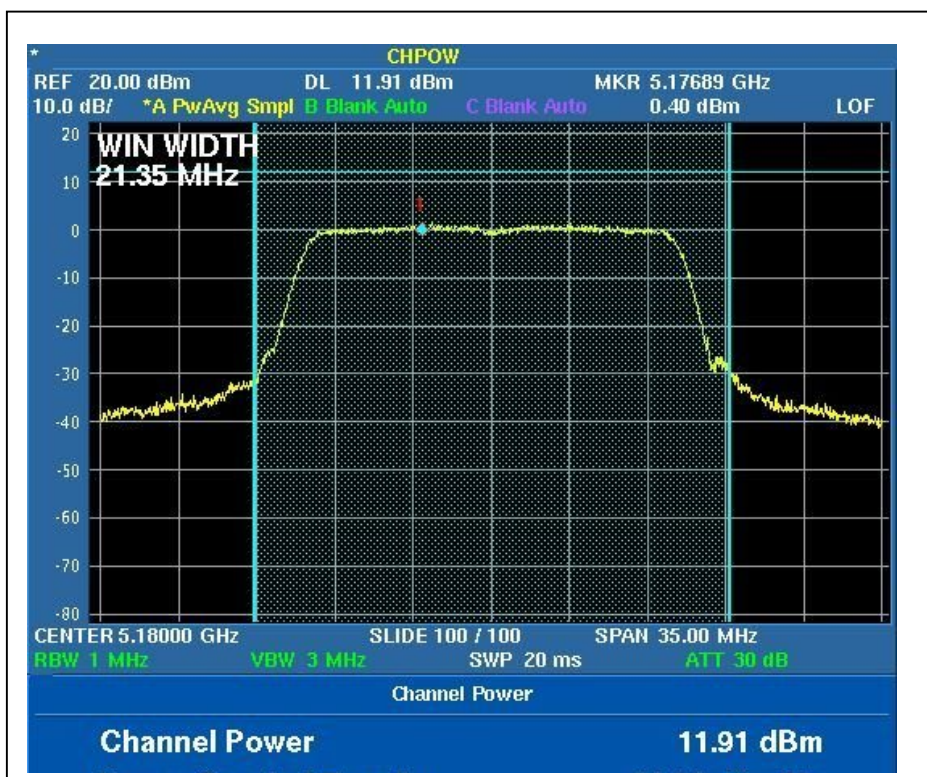 *
CHPOW
REF 20.00 dBm DL 11.91 dBm MKR 5.17689 GHz
10.0 dB/ *A PwAvg Smpl B Blank Auto C Blank Auto 0.40 dBm LOF
20
WIN WIDTH
21.35 MHz
10
0
-10
-20
-30
-40
-50
-60
-70
-80
CENTER 5.18000 GHz SLIDE 100 / 100 SPAN 35.00 MHz
RBW 1 MHz VBW 3 MHz SWP 20 ms ATT 30 dB
Channel Power
Channel Power 11.91 dBm